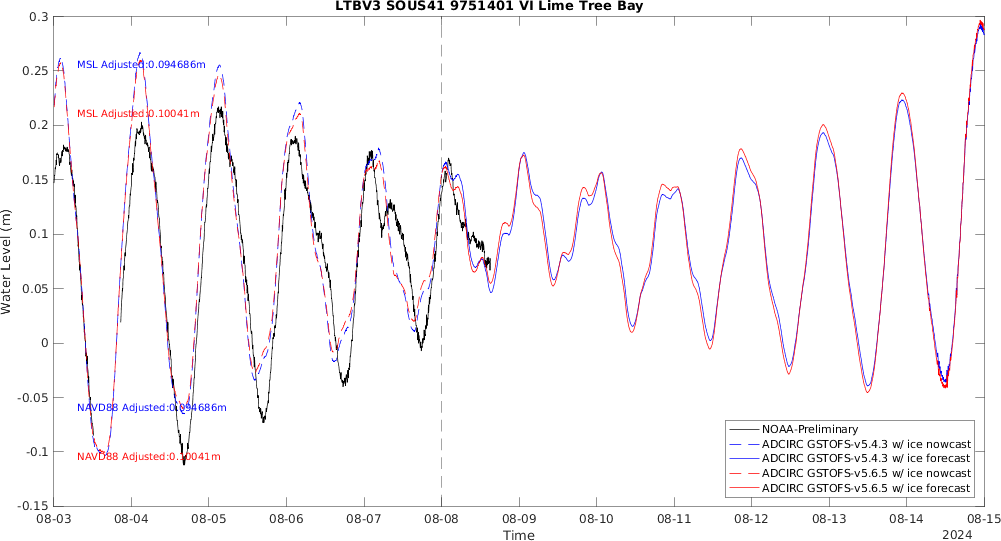 LTBV3 SOUS41 9751401 VI Lime Tree Bay
Water Level (m)
0.3
0.25
0.2
0.15
0.1
0.05
0
-0.05
-0.1
-0.15
MSL Adjusted:0.094686m
MSL Adjusted:0.10041m
NAVD88 Adjusted:0.094686m
NAVD88 Adjusted:0.10041m
NOAA-Preliminary
ADCIRC GSTOFS-v5.4.3 w/ ice nowcast
ADCIRC GSTOFS-v5.4.3 w/ ice forecast
ADCIRC GSTOFS-v5.6.5 w/ ice nowcast
ADCIRC GSTOFS-v5.6.5 w/ ice forecast
08-03 08-04 08-05 08-06 08-07 08-08 08-09 08-10 08-11 08-12 08-13 08-14 08-15
Time
2024